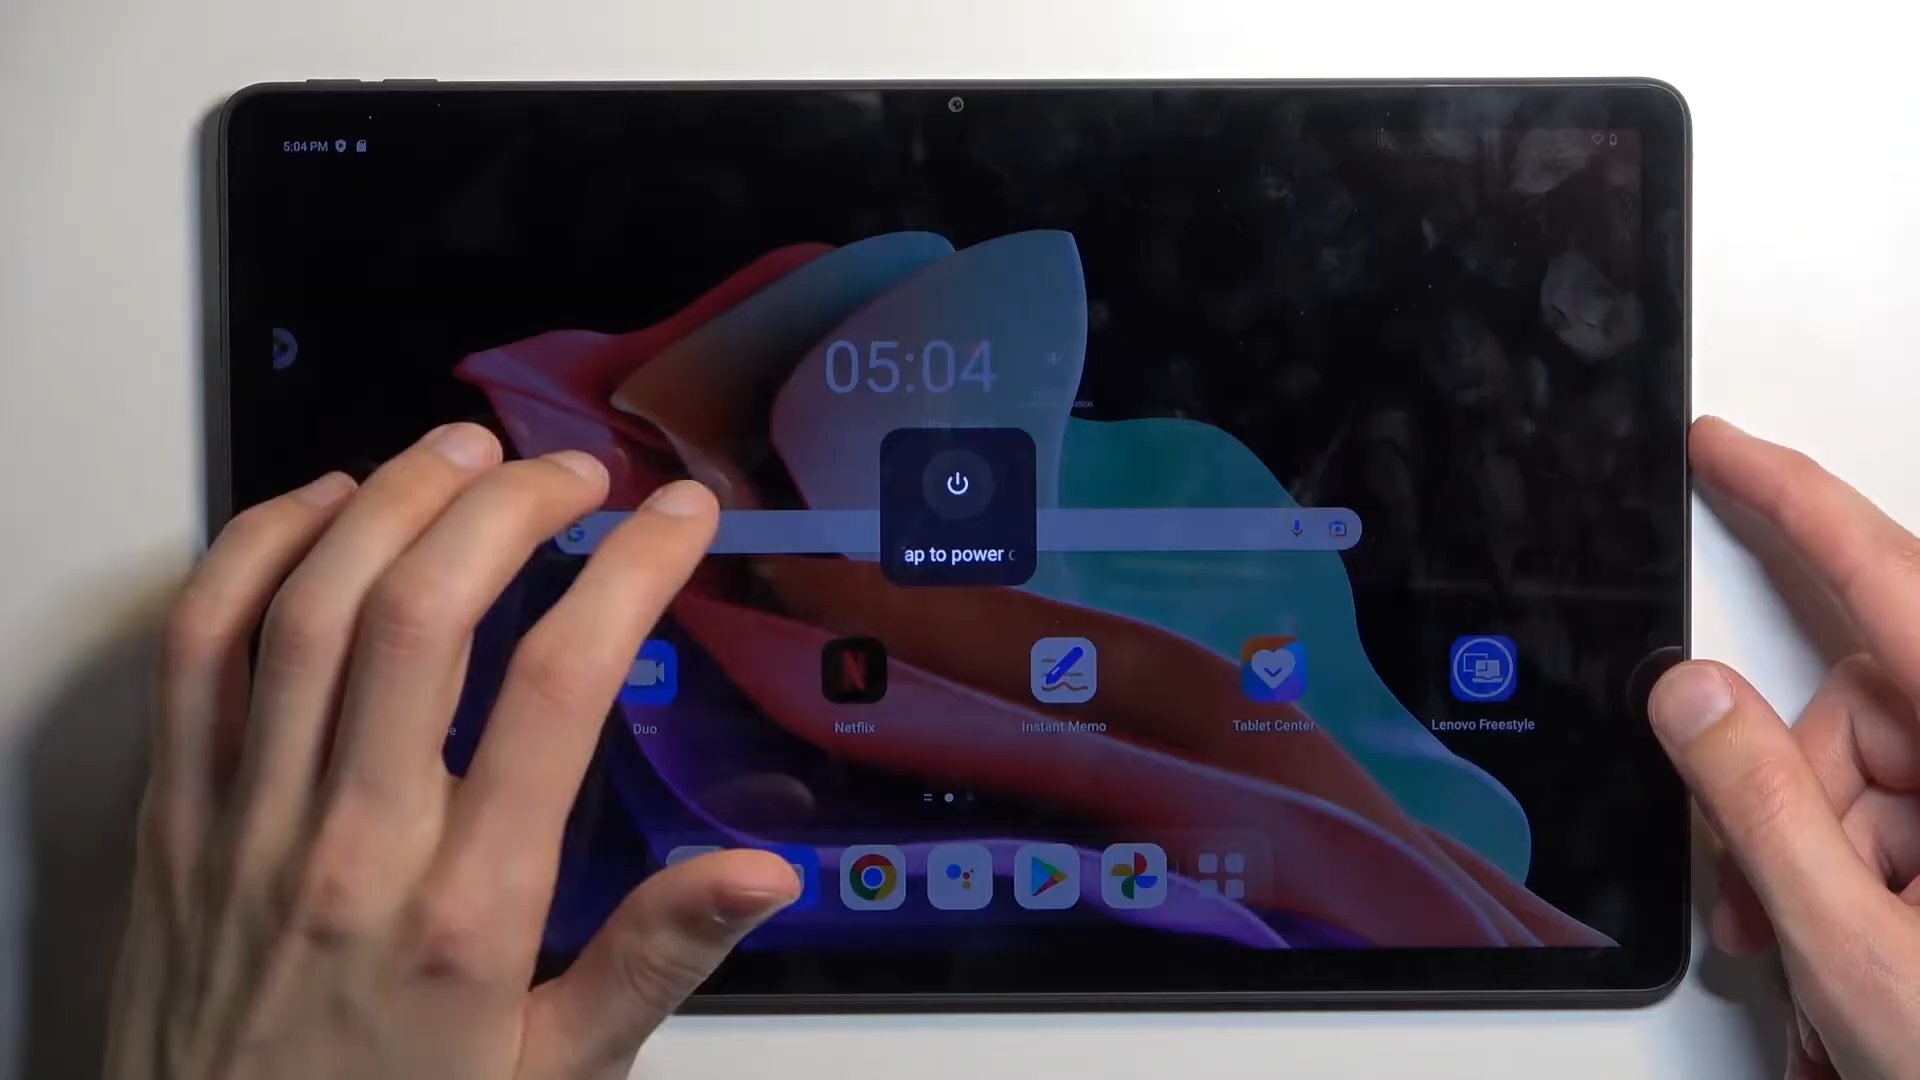 5:04 PM
05:04
ap to power
Duo
Netflix
Instant Memo
Tablet Center
Lenovo Freestyle